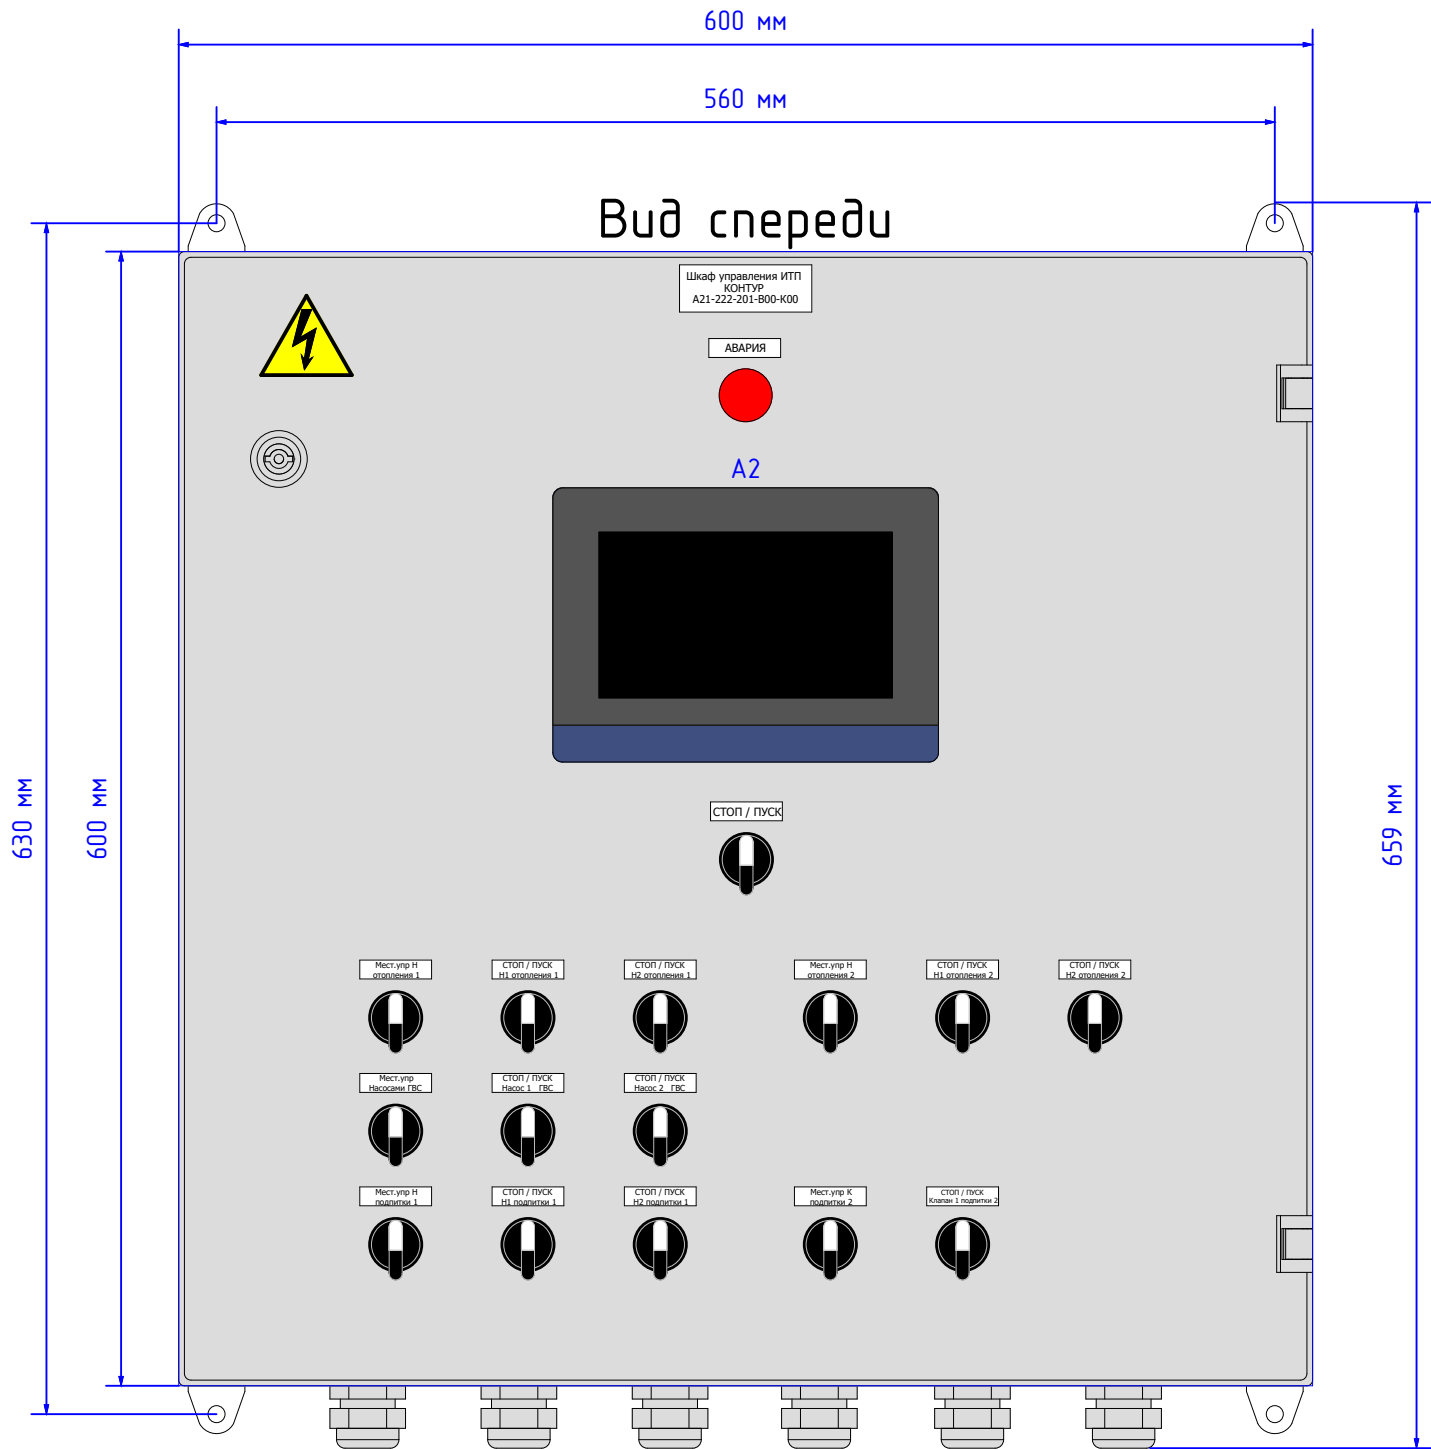 600 мм
560 мм
Вид спереди
Шкаф управления ИТП
КОНТУР
А21-222-201-В00-К00
АВАРИЯ
А2
630 мм
600 мм
659 мм
СТОП / ПУСК
Мест.упр Н
отопления 1
СТОП / ПУСК
Н1 отопления 1
СТОП / ПУСК
Н2 отопления 1
Мест.упр Н
отопления 2
СТОП / ПУСК
Н1 отопления 2
СТОП / ПУСК
Н2 отопления 2
Мест.упр
Насосами ГВС
СТОП / ПУСК
Насос 1 ГВС
СТОП / ПУСК
Насос 2 ГВС
Мест.упр Н
подпитки 1
СТОП / ПУСК
Н1 подпитки 1
СТОП / ПУСК
Н2 подпитки 1
Мест.упр К
подпитки 2
СТОП / ПУСК
Клапан 1 подпитки 2